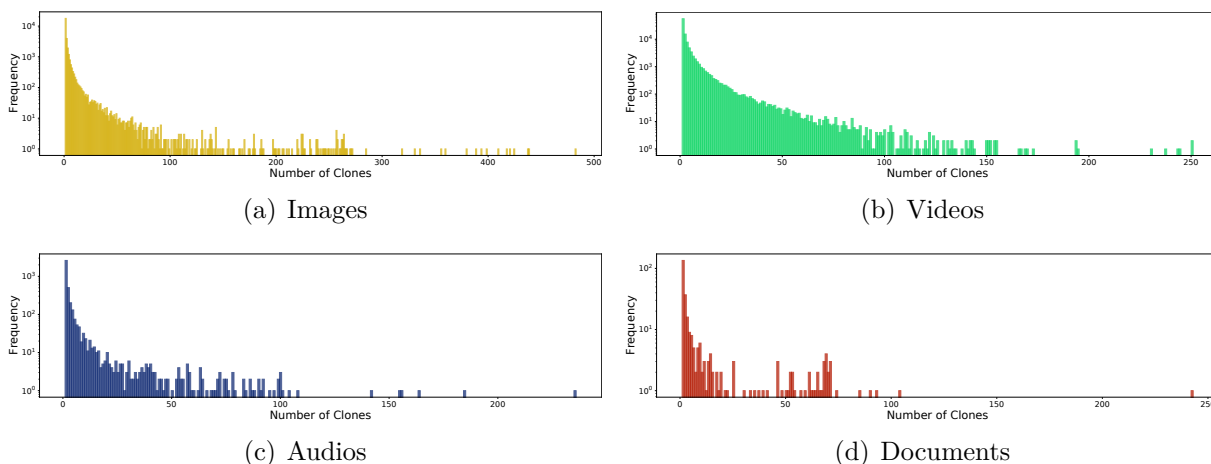 10⁴
10³
10²
10¹
10⁰
Frequency
0 100 200 300 400 500
Number of Clones
(a) Images
10⁴
10³
10²
10¹
10⁰
Frequency
0 50 100 150 200 250
Number of Clones
(b) Videos
10³
10²
10¹
10⁰
Frequency
0 50 100 150 200
Number of Clones
(c) Audios
10²
10¹
10⁰
Frequency
0 50 100 150 200 250
Number of Clones
(d) Documents